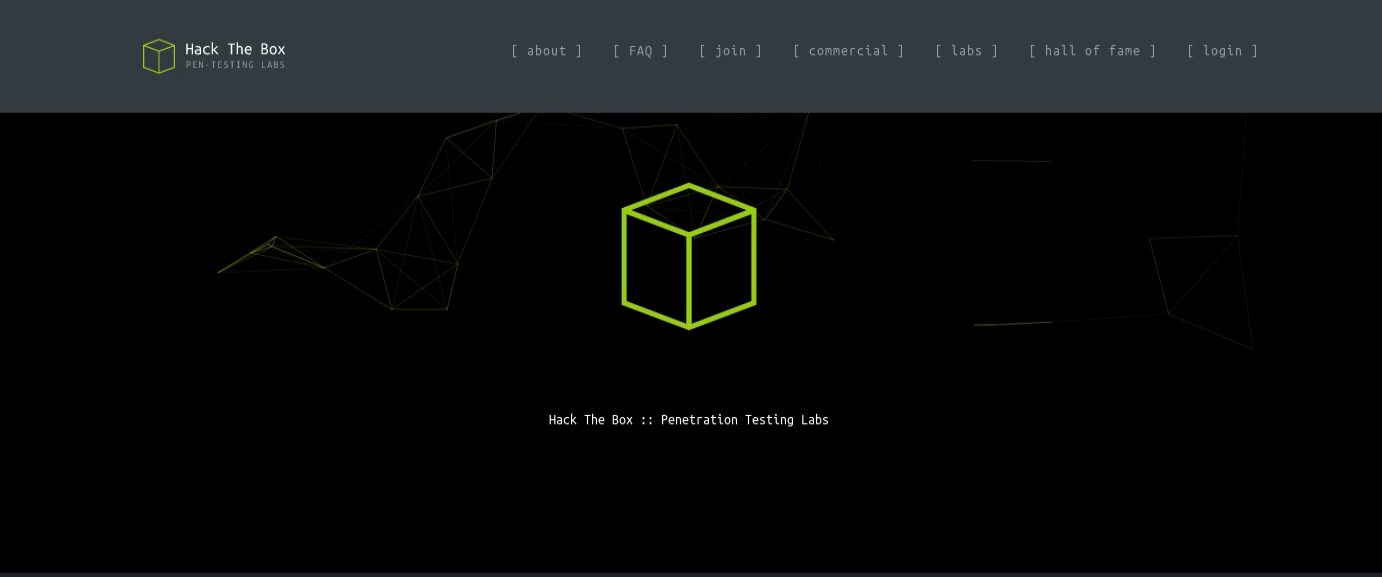 Hack The Box
PEN-TESTING LABS
[ about ] [ FAQ ] [ join ] [ commercial ] [ labs ] [ hall of fame ] [ login ]
Hack The Box :: Penetration Testing Labs